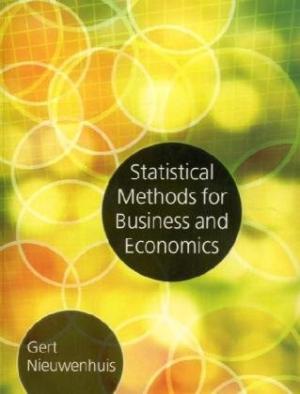 Statistical
Methods for
Business and
Economics
Gert
Nieuwenhuis